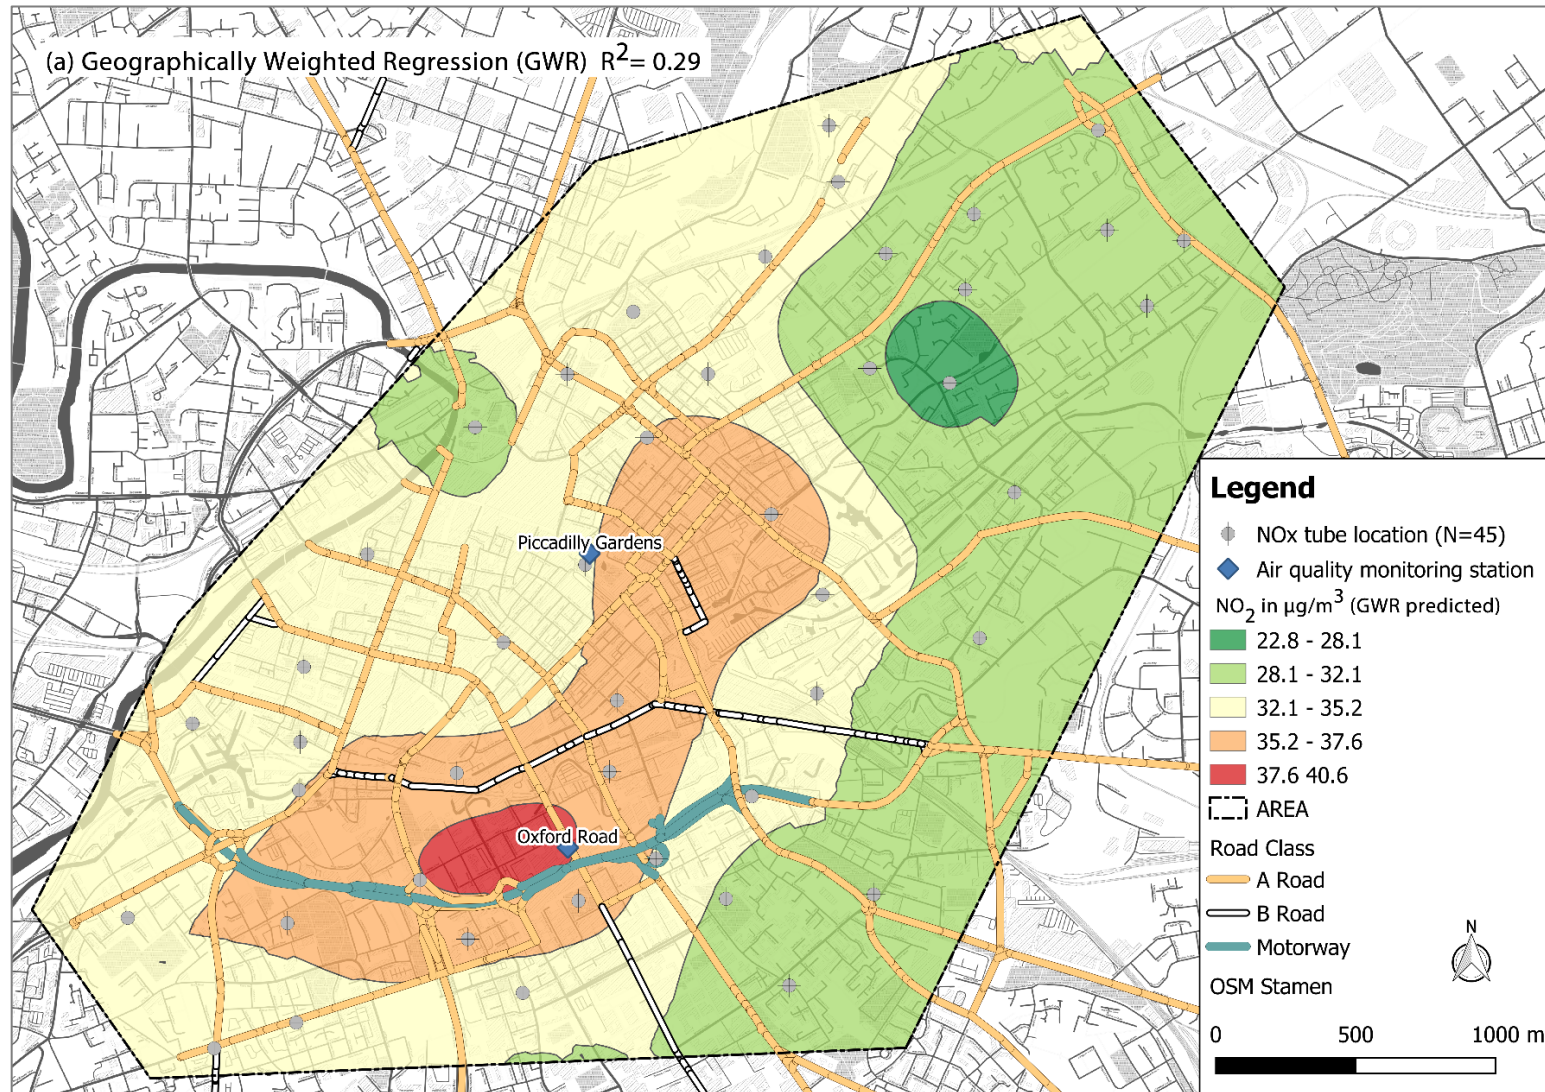 (a) Geographically Weighted Regression (GWR) R²= 0.29
Piccadilly Gardens
Oxford Road
Legend
NOx tube location (N=45)
Air quality monitoring station
NO₂ in µg/m³ (GWR predicted)
22.8 - 28.1
28.1 - 32.1
32.1 - 35.2
35.2 - 37.6
37.6 40.6
AREA
Road Class
A Road
B Road
Motorway
OSM Stamen
N
0 500 1000 m